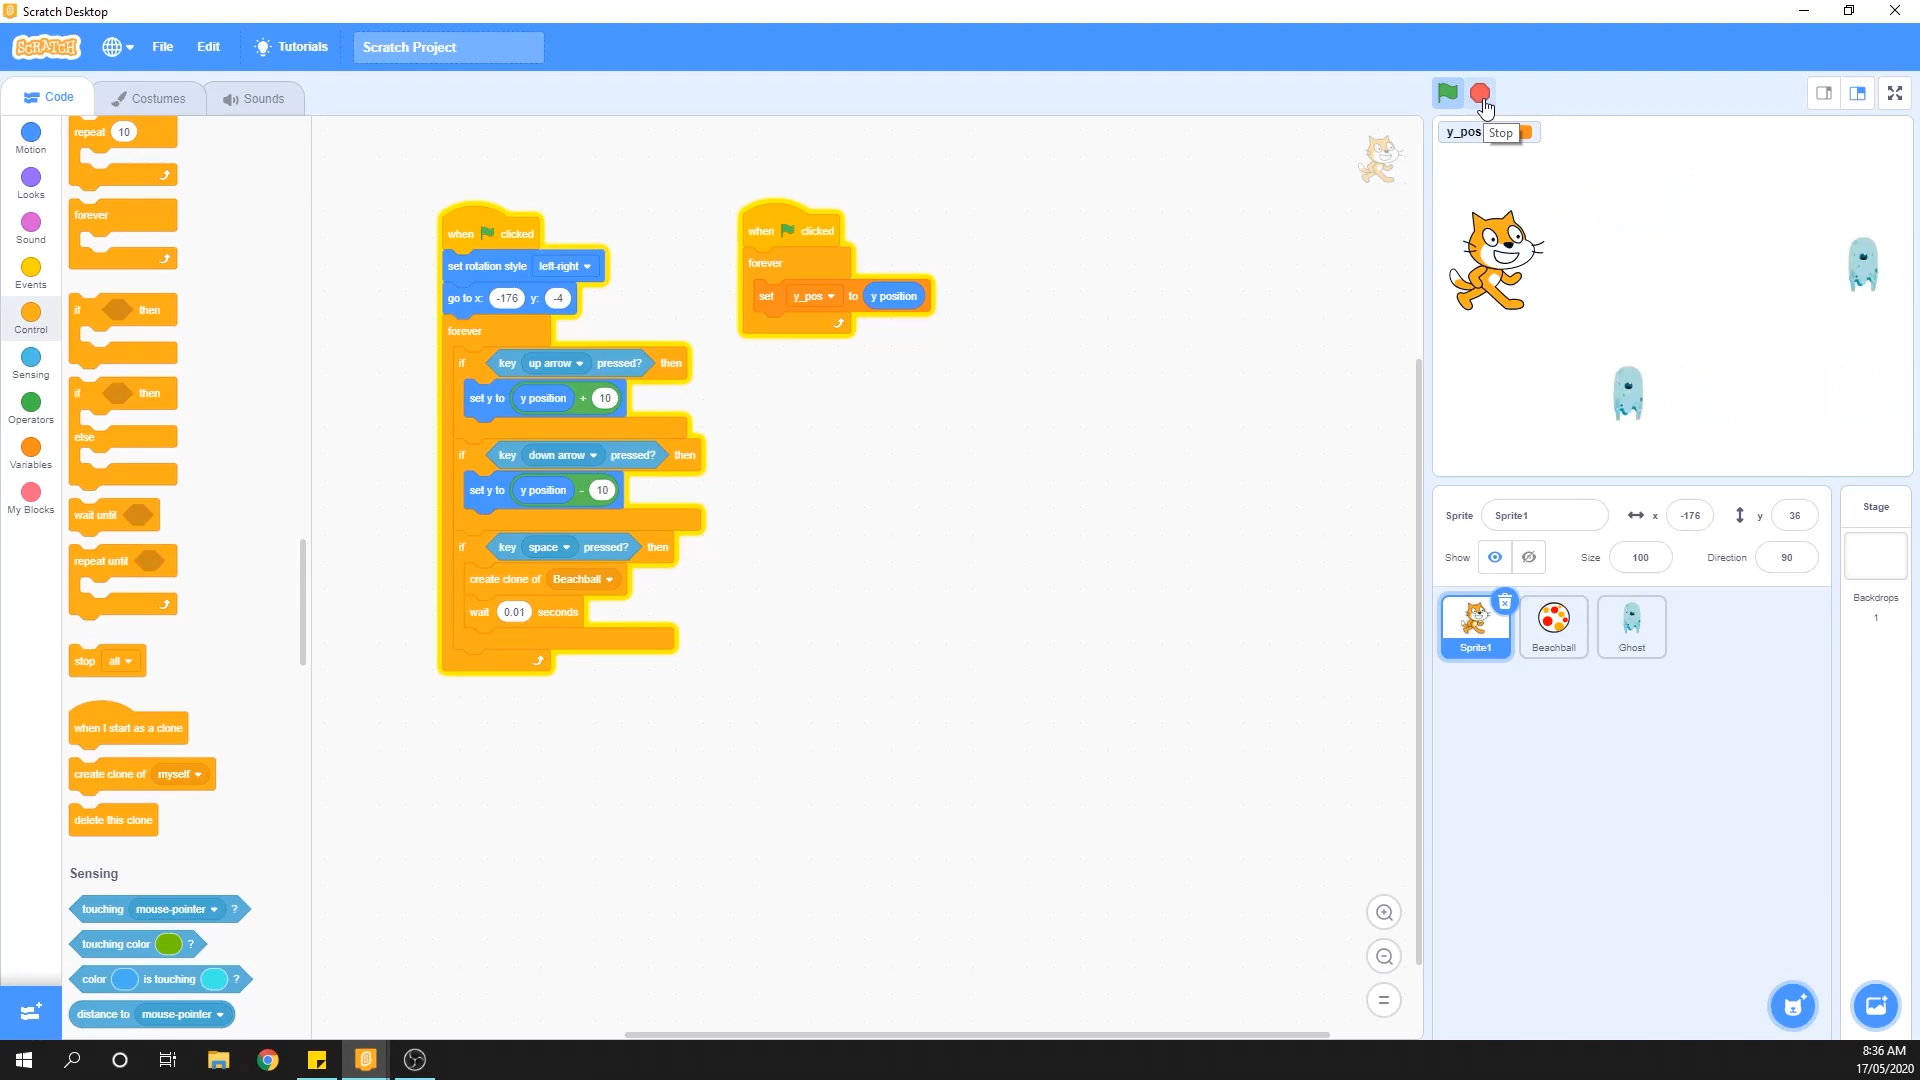 Scratch Desktop
SCRATCH
File
Edit
Tutorials
Scratch Project
Code
Costumes
Sounds
Motion
Looks
Sound
Events
Control
Sensing
Operators
Variables
My Blocks
repeat 10
forever
if then
if then
else
wait until
repeat until
stop all
when I start as a clone
create clone of myself
delete this clone
Sensing
touching mouse-pointer ?
touching color ?
color is touching ?
distance to mouse-pointer
when clicked
set rotation style left-right
go to x: -176 y: -4
forever
if key up arrow pressed? then
set y to y position + 10
if key down arrow pressed? then
set y to y position - 10
if key space pressed? then
create clone of Beachball
wait 0.01 seconds
when clicked
forever
set y_pos to y position
y_pos
Stop
Sprite Sprite1 x -176 y 36
Show Size 100 Direction 90
Sprite1
Beachball
Ghost
Stage
Backdrops
1
8:36 AM
17/05/2020